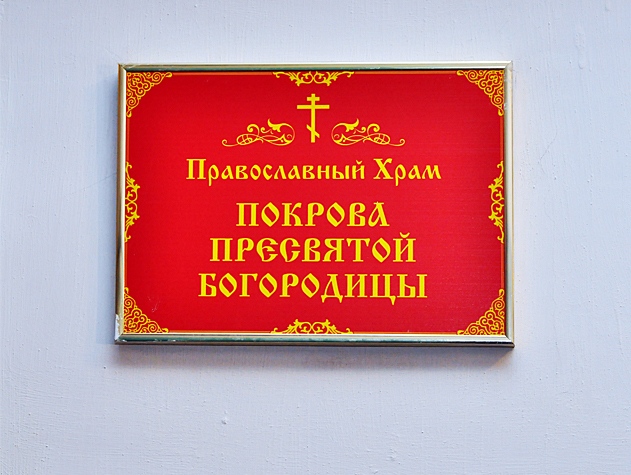 Православный Храм
ПОКРОВА
ПРЕСВЯТОЙ
БОГОРОДИЦЫ